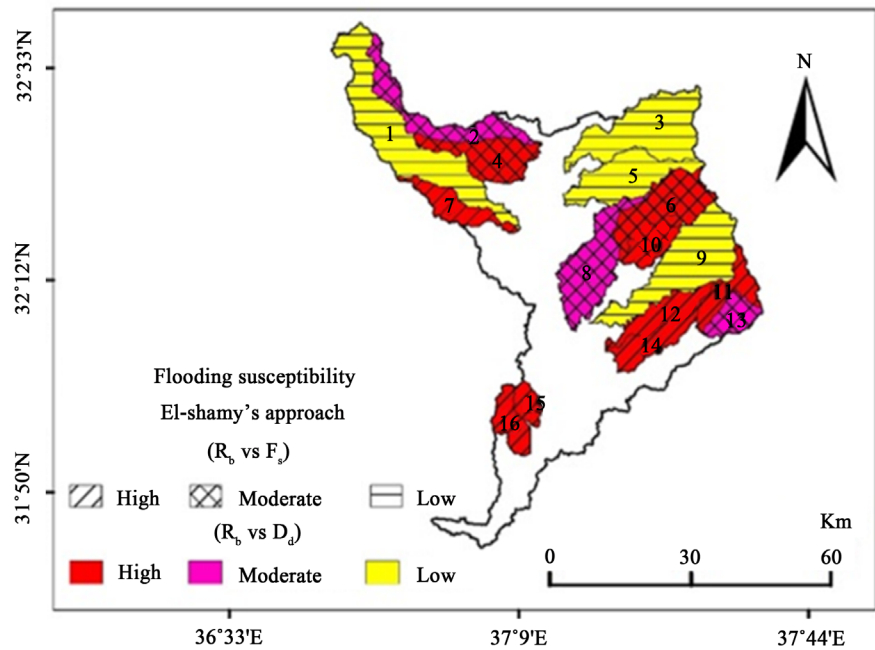 N
32°33'N
32°12'N
31°50'N
1
2
3
4
5
6
7
8
9
10
11
12
13
14
15
16
Flooding susceptibility
El-shamy's approach
(Rb vs Fs)
High Moderate Low
(Rb vs Dd)
High Moderate Low
Km
0 30 60
36°33'E 37°9'E 37°44'E